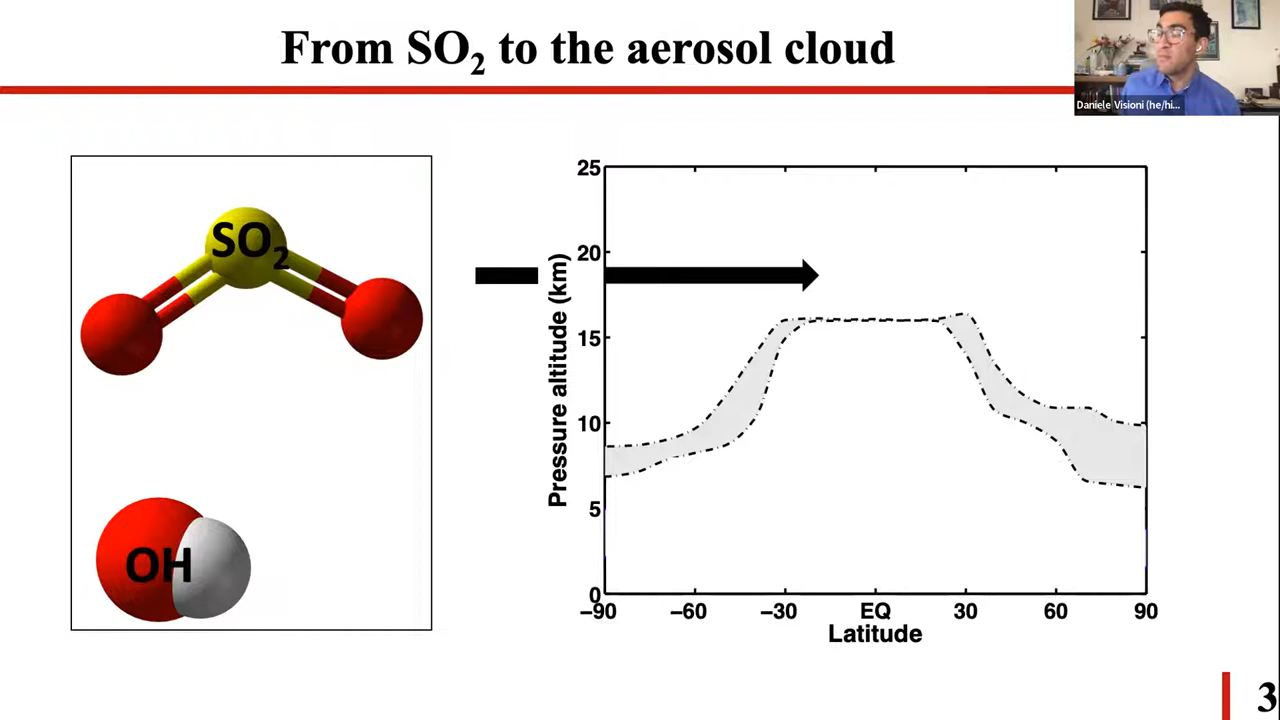 From SO₂ to the aerosol cloud
Daniele Visioni (he/hi...
SO₂
OH
Pressure altitude (km)
25
20
15
10
5
0
−90
−60
−30
EQ
30
60
90
Latitude
3